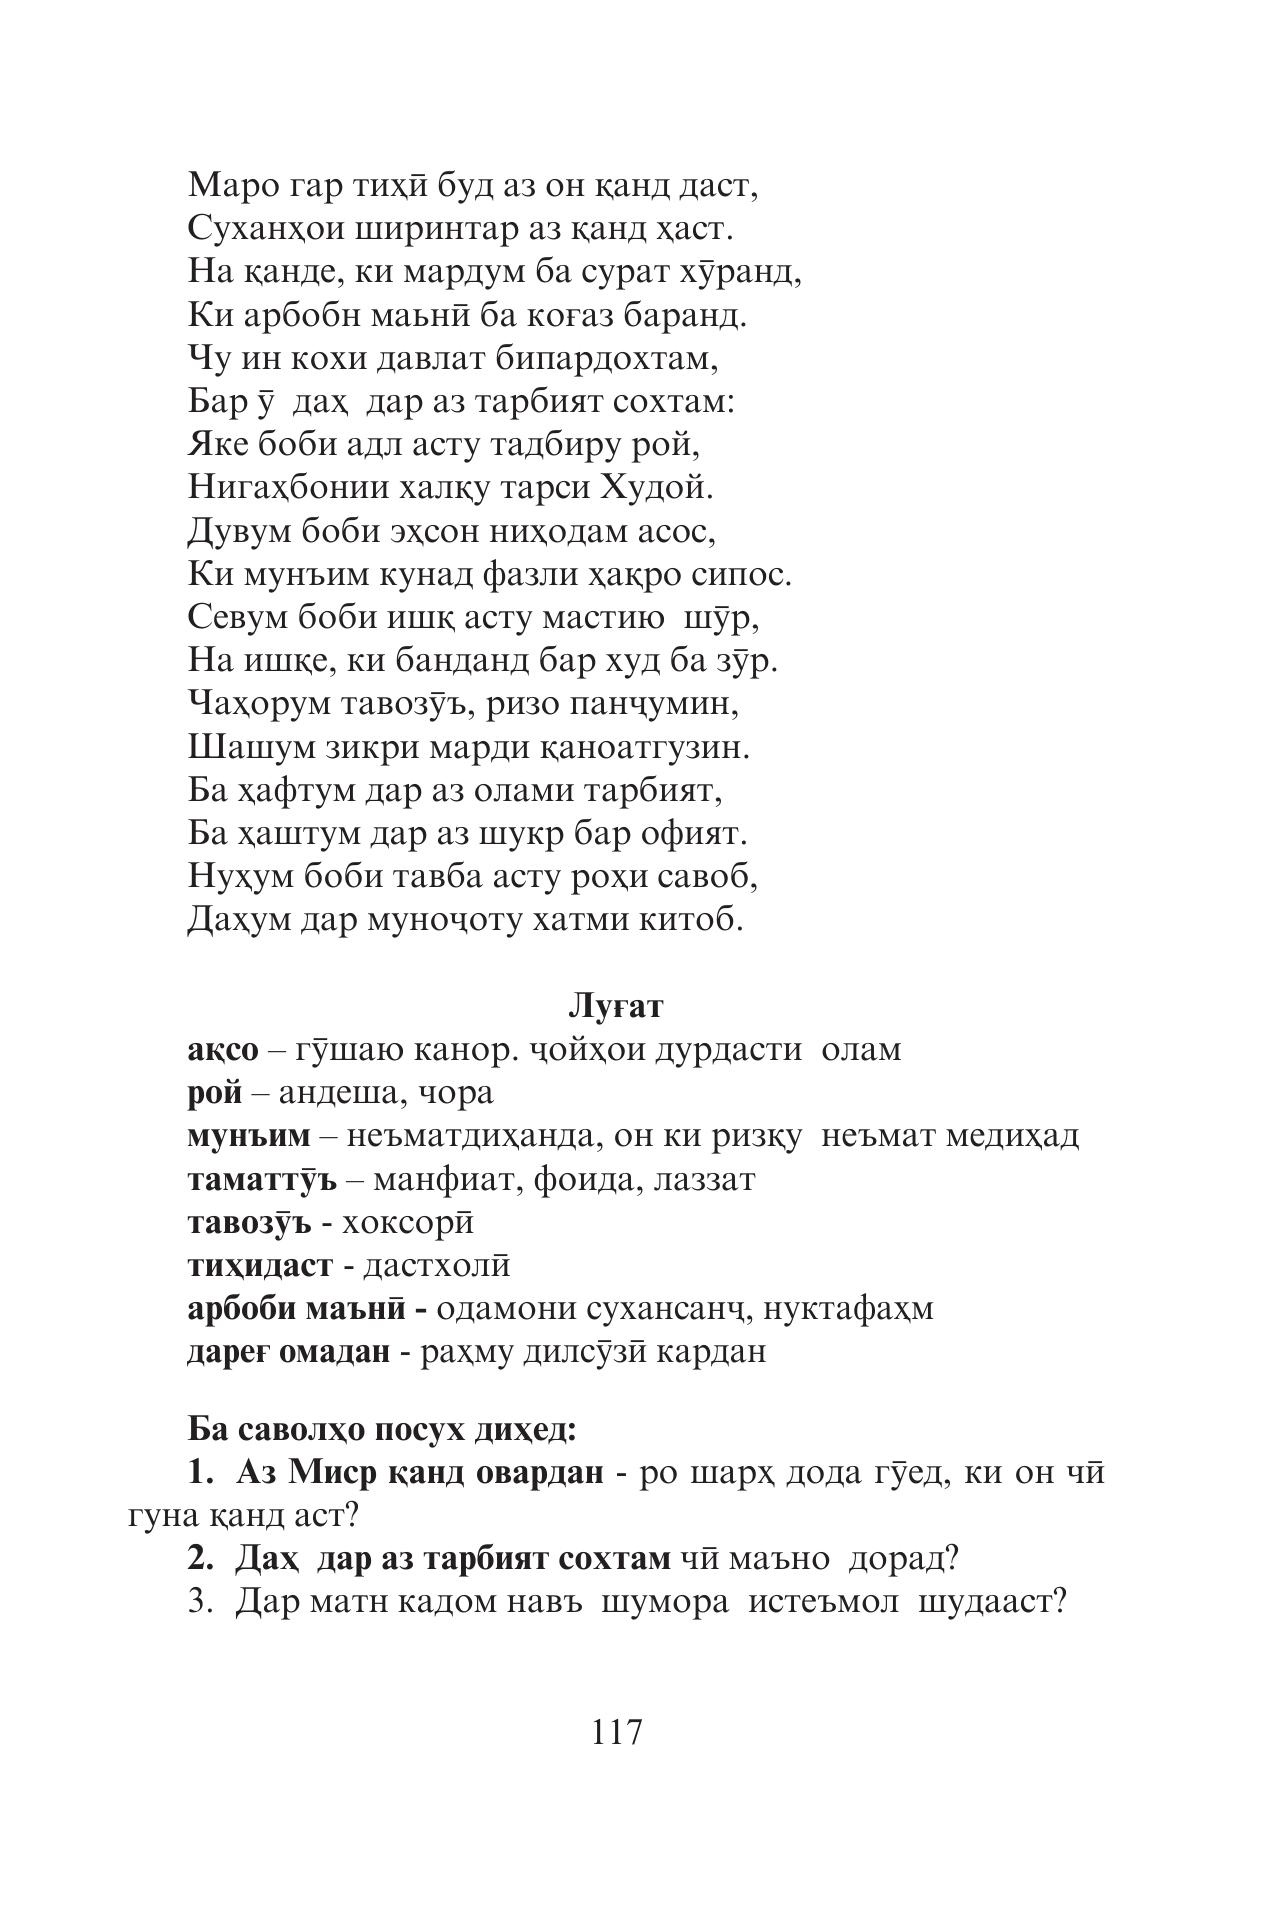 Маро гар тиҳӣ буд аз он қанд даст,
Суханҳои ширинтар аз қанд ҳаст.
На қанде, ки мардум ба сурат хӯранд,
Ки арбобн маьнӣ ба коғаз баранд.
Чу ин кохи давлат бипардохтам,
Бар ӯ даҳ дар аз тарбият сохтам:
Яке боби адл асту тадбиру рой,
Нигаҳбонии халқу тарси Худой.
Дувум боби эҳсон ниҳодам асос,
Ки мунъим кунад фазли ҳақро сипос.
Севум боби ишқ асту мастию шӯр,
На ишқе, ки банданд бар худ ба зӯр.
Чаҳорум тавозӯъ, ризо панҷумин,
Шашум зикри марди қаноатгузин.
Ба ҳафтум дар аз олами тарбият,
Ба ҳаштум дар аз шукр бар офият.
Нуҳум боби тавба асту роҳи савоб,
Даҳум дар муноҷоту хатми китоб.
Луғат
ақсо – гӯшаю канор. ҷойҳои дурдасти олам
рой – андеша, чора
мунъим – неъматдиҳанда, он ки ризқу неъмат медиҳад
таматтӯъ – манфиат, фоида, лаззат
тавозӯъ - хоксорӣ
тиҳидаст - дастхолӣ
арбоби маънӣ - одамони сухансанҷ, нуктафаҳм
дареғ омадан - раҳму дилсӯзӣ кардан
Ба саволҳо посух диҳед:
1. Аз Миср қанд овардан - ро шарҳ дода гӯед, ки он чӣ
гуна қанд аст?
2. Даҳ дар аз тарбият сохтам чӣ маъно дорад?
3. Дар матн кадом навъ шумора истеъмол шудааст?
117